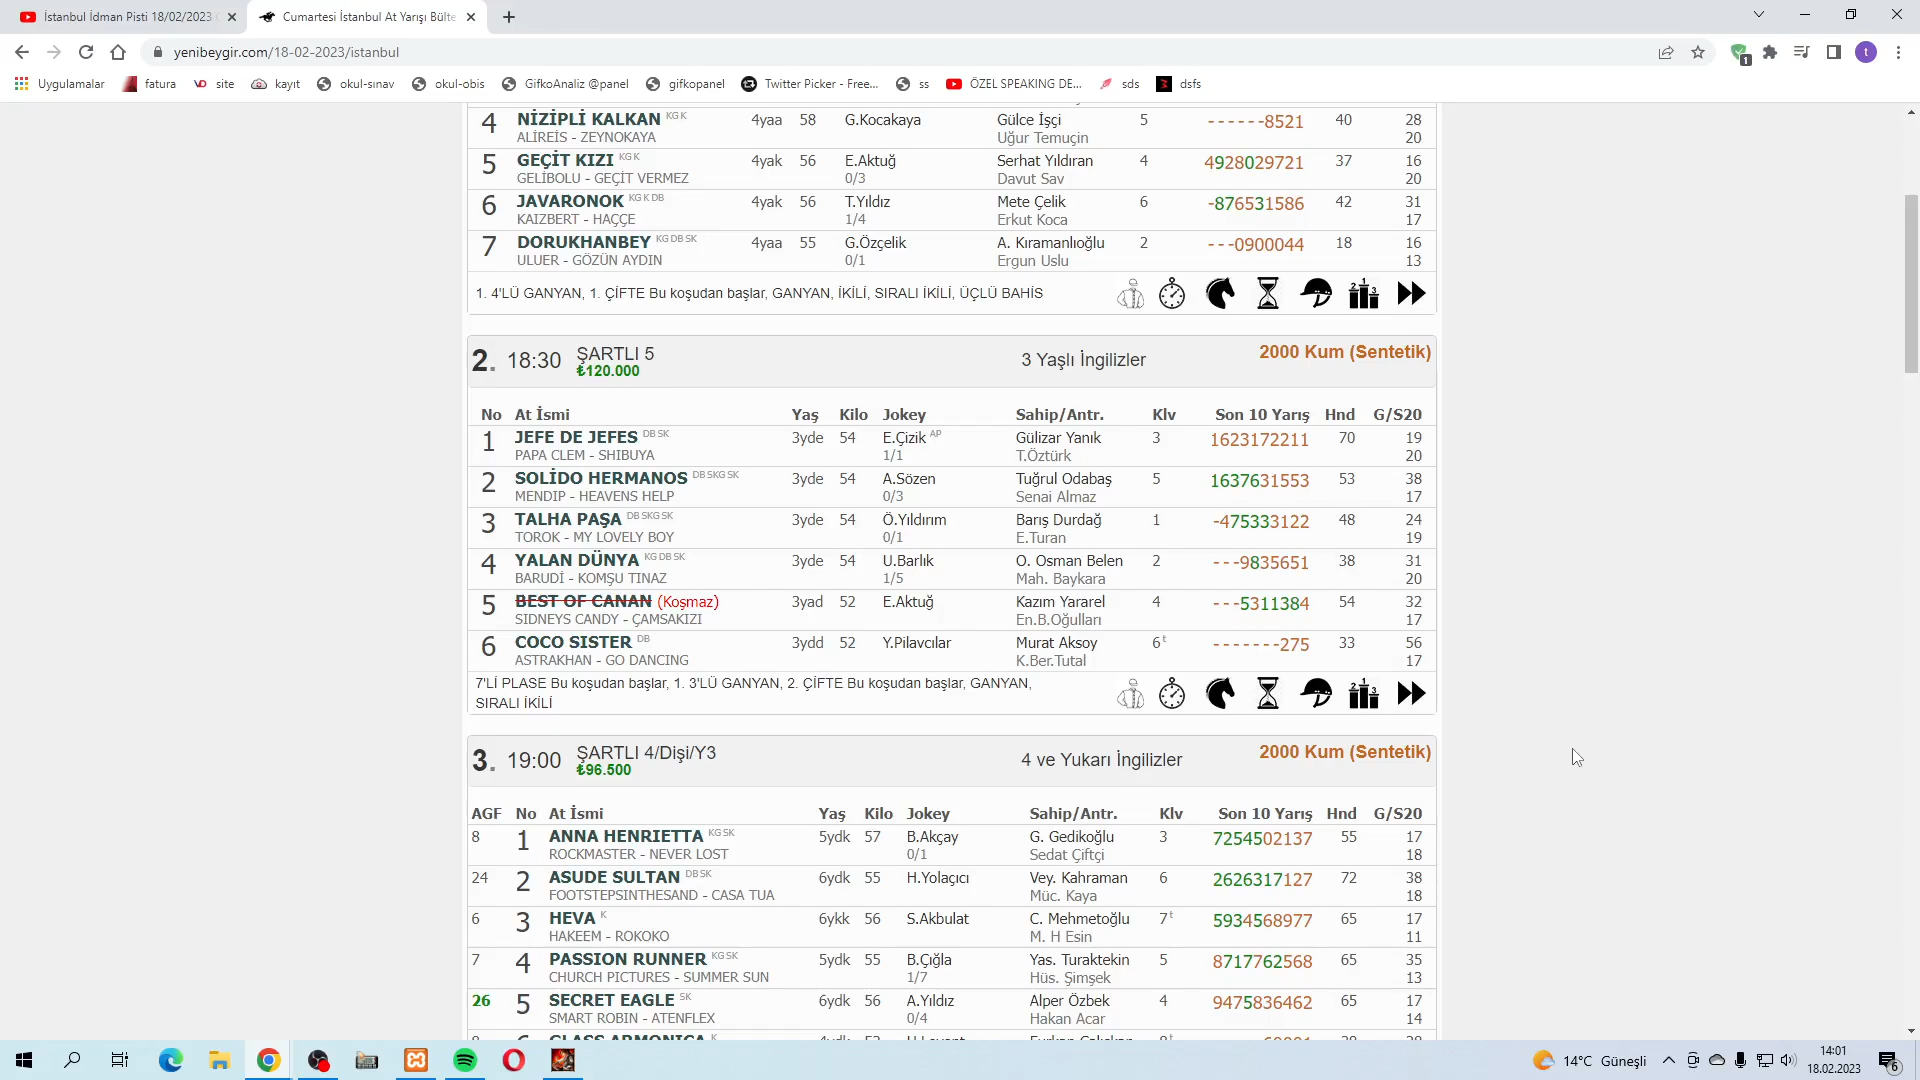 İstanbul İdman Pisti 18/02/2023
Cumartesi İstanbul At Yarışı Bülte
yenibeygir.com/18-02-2023/istanbul
1
t
Uygulamalar fatura VD site kayıt okul-sınav okul-obis GifkoAnaliz @panel gifkopanel Twitter Picker - Free... ss ÖZEL SPEAKING DE... sds dsfs
4 NİZİPLİ KALKAN KG K 4yaa 58 G.Kocakaya Gülce İşçi 5 ------8521 40 28
ALİREİS - ZEYNOKAYA Uğur Temuçin 20
5 GEÇİT KIZI KG K 4yak 56 E.Aktuğ Serhat Yıldıran 4 4928029721 37 16
GELİBOLU - GEÇİT VERMEZ 0/3 Davut Sav 20
6 JAVARONOK KG K DB 4yak 56 T.Yıldız Mete Çelik 6 -876531586 42 31
KAIZBERT - HAÇÇE 1/4 Erkut Koca 17
7 DORUKHANBEY KG DB SK 4yaa 55 G.Özçelik A. Kıramanlıoğlu 2 ---0900044 18 16
ULUER - GÖZÜN AYDIN 0/1 Ergun Uslu 13
1. 4'LÜ GANYAN, 1. ÇİFTE Bu koşudan başlar, GANYAN, İKİLİ, SIRALI İKİLİ, ÜÇLÜ BAHİS
2. 18:30 ŞARTLI 5 3 Yaşlı İngilizler 2000 Kum (Sentetik)
₺120.000
No At İsmi Yaş Kilo Jokey Sahip/Antr. Klv Son 10 Yarış Hnd G/S20
1 JEFE DE JEFES DB SK 3yde 54 E.Çizik AP Gülizar Yanık 3 1623172211 70 19
PAPA CLEM - SHIBUYA 1/1 T.Öztürk 20
2 SOLİDO HERMANOS DB SKG SK 3yde 54 A.Sözen Tuğrul Odabaş 5 1637631553 53 38
MENDIP - HEAVENS HELP 0/3 Senai Almaz 17
3 TALHA PAŞA DB SKG SK 3yde 54 Ö.Yıldırım Barış Durdağ 1 -475333122 48 24
TOROK - MY LOVELY BOY 0/1 E.Turan 19
4 YALAN DÜNYA KG DB SK 3yde 54 U.Barlık O. Osman Belen 2 ---9835651 38 31
BARUDİ - KOMŞU TINAZ 1/5 Mah. Baykara 20
5 BEST OF CANAN (Koşmaz) 3yad 52 E.Aktuğ Kazım Yararel 4 ---5311384 54 32
SIDNEYS CANDY - ÇAMSAKIZI En.B.Oğulları 17
6 COCO SISTER DB 3ydd 52 Y.Pilavcılar Murat Aksoy 6 t -------275 33 56
ASTRAKHAN - GO DANCING K.Ber.Tutal 17
7'Lİ PLASE Bu koşudan başlar, 1. 3'LÜ GANYAN, 2. ÇİFTE Bu koşudan başlar, GANYAN,
SIRALI İKİLİ
3. 19:00 ŞARTLI 4/Dişi/Y3 4 ve Yukarı İngilizler 2000 Kum (Sentetik)
₺96.500
AGF No At İsmi Yaş Kilo Jokey Sahip/Antr. Klv Son 10 Yarış Hnd G/S20
8 1 ANNA HENRIETTA KG SK 5ydk 57 B.Akçay G. Gedikoğlu 3 7254502137 55 17
ROCKMASTER - NEVER LOST 0/1 Sedat Çiftçi 18
24 2 ASUDE SULTAN DB SK 6ydk 55 H.Yolaçıcı Vey. Kahraman 6 2626317127 72 38
FOOTSTEPSINTHESAND - CASA TUA Müc. Kaya 18
6 3 HEVA K 6ykk 56 S.Akbulat C. Mehmetoğlu 7 t 5934568977 65 17
HAKEEM - ROKOKO M. H Esin 11
7 4 PASSION RUNNER KG SK 5ydk 55 B.Çığla Yas. Turaktekin 5 8717762568 65 35
CHURCH PICTURES - SUMMER SUN 1/7 Hüs. Şimşek 13
26 5 SECRET EAGLE SK 6ydk 56 A.Yıldız Alper Özbek 4 9475836462 65 17
SMART ROBIN - ATENFLEX 0/4 Hakan Acar 14
14°C Güneşli
14:01
18.02.2023
6